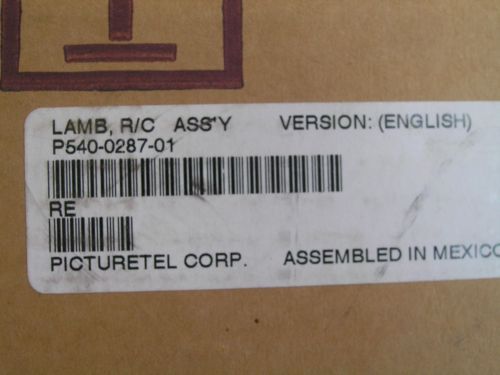 LAMB, R/C ASS'Y VERSION: (ENGLISH)
P540-0287-01
RE
PICTURETEL CORP. ASSEMBLED IN MEXICO